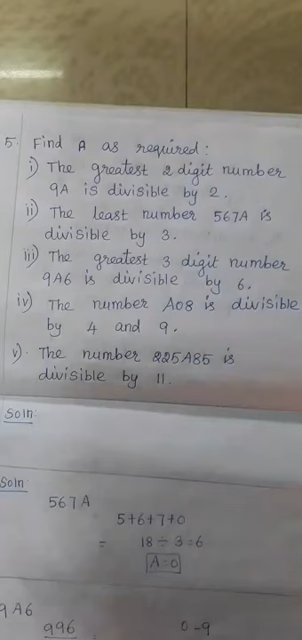 5. Find A as required:
i) The greatest 2 digit number
9A is divisible by 2.
ii) The least number 567A is
divisible by 3.
iii) The greatest 3 digit number
9A6 is divisible by 6.
iv) The number A08 is divisible
by 4 and 9.
v). The number 225A85 is
divisible by 11.
Soln:
Soln
567A
5+6+7+0
= 18 ÷ 3 = 6
A=0
9A6
996
0-9